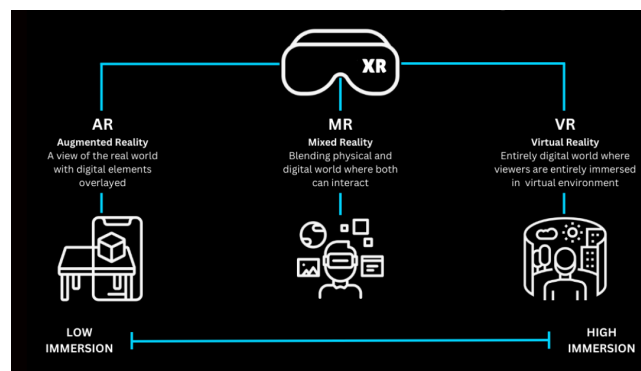 XR
AR
Augmented Reality
A view of the real world
with digital elements
overlayed
MR
Mixed Reality
Blending physical and
digital world where both
can interact
VR
Virtual Reality
Entirely digital world where
viewers are entirely immersed
in virtual environment
LOW
IMMERSION
HIGH
IMMERSION